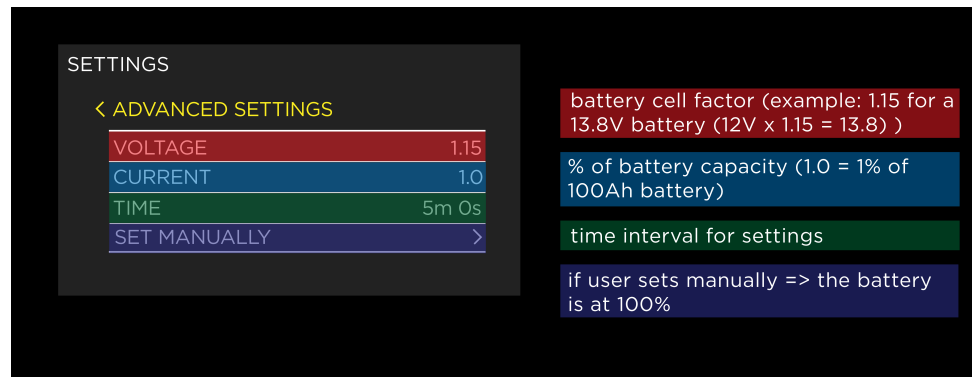 SETTINGS
< ADVANCED SETTINGS
VOLTAGE 1.15
CURRENT 1.0
TIME 5m 0s
SET MANUALLY >
battery cell factor (example: 1.15 for a
13.8V battery (12V x 1.15 = 13.8) )
% of battery capacity (1.0 = 1% of
100Ah battery)
time interval for settings
if user sets manually => the battery
is at 100%